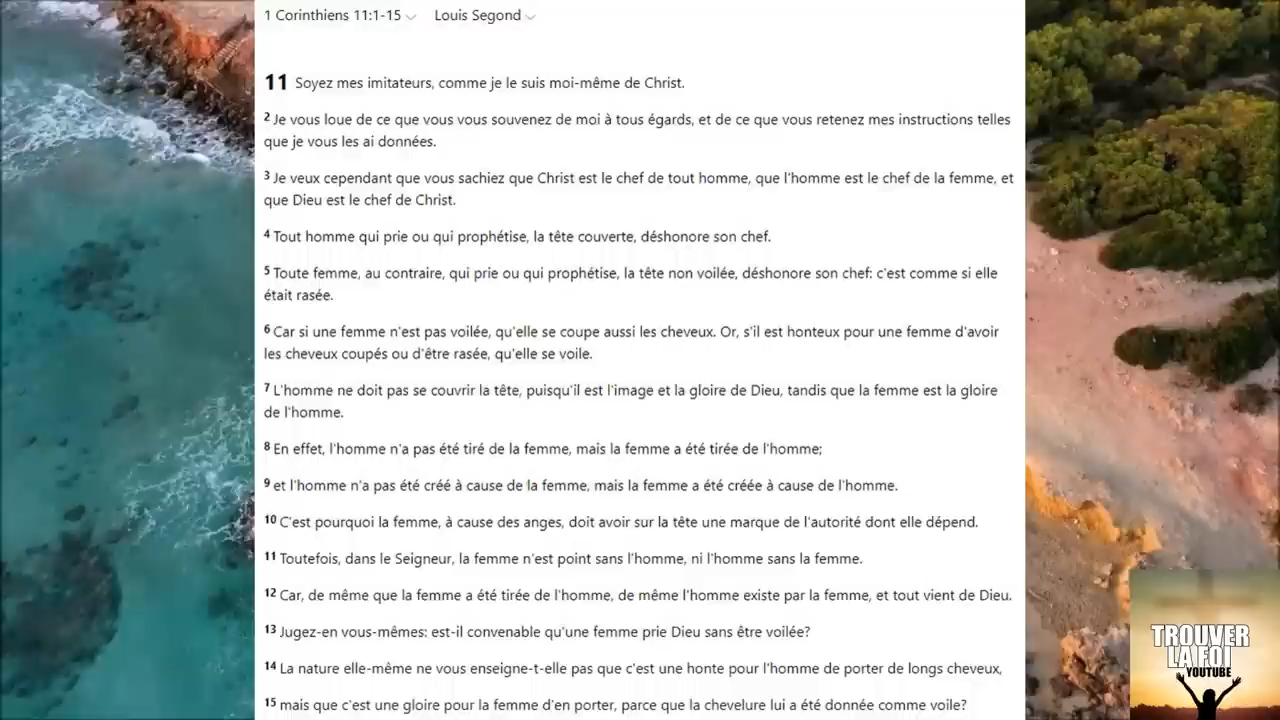 1 Corinthiens 11:1-15 Louis Segond
11 Soyez mes imitateurs, comme je le suis moi-même de Christ.
2 Je vous loue de ce que vous vous souvenez de moi à tous égards, et de ce que vous retenez mes instructions telles
que je vous les ai données.
3 Je veux cependant que vous sachiez que Christ est le chef de tout homme, que l'homme est le chef de la femme, et
que Dieu est le chef de Christ.
4 Tout homme qui prie ou qui prophétise, la tête couverte, déshonore son chef.
5 Toute femme, au contraire, qui prie ou qui prophétise, la tête non voilée, déshonore son chef: c'est comme si elle
était rasée.
6 Car si une femme n'est pas voilée, qu'elle se coupe aussi les cheveux. Or, s'il est honteux pour une femme d'avoir
les cheveux coupés ou d'être rasée, qu'elle se voile.
7 L'homme ne doit pas se couvrir la tête, puisqu'il est l'image et la gloire de Dieu, tandis que la femme est la gloire
de l'homme.
8 En effet, l'homme n'a pas été tiré de la femme, mais la femme a été tirée de l'homme;
9 et l'homme n'a pas été créé à cause de la femme, mais la femme a été créée à cause de l'homme.
10 C'est pourquoi la femme, à cause des anges, doit avoir sur la tête une marque de l'autorité dont elle dépend.
11 Toutefois, dans le Seigneur, la femme n'est point sans l'homme, ni l'homme sans la femme.
12 Car, de même que la femme a été tirée de l'homme, de même l'homme existe par la femme, et tout vient de Dieu.
13 Jugez-en vous-mêmes: est-il convenable qu'une femme prie Dieu sans être voilée?
14 La nature elle-même ne vous enseigne-t-elle pas que c'est une honte pour l'homme de porter de longs cheveux,
15 mais que c'est une gloire pour la femme d'en porter, parce que la chevelure lui a été donnée comme voile?
TROUVER
LA FOI
YOUTUBE